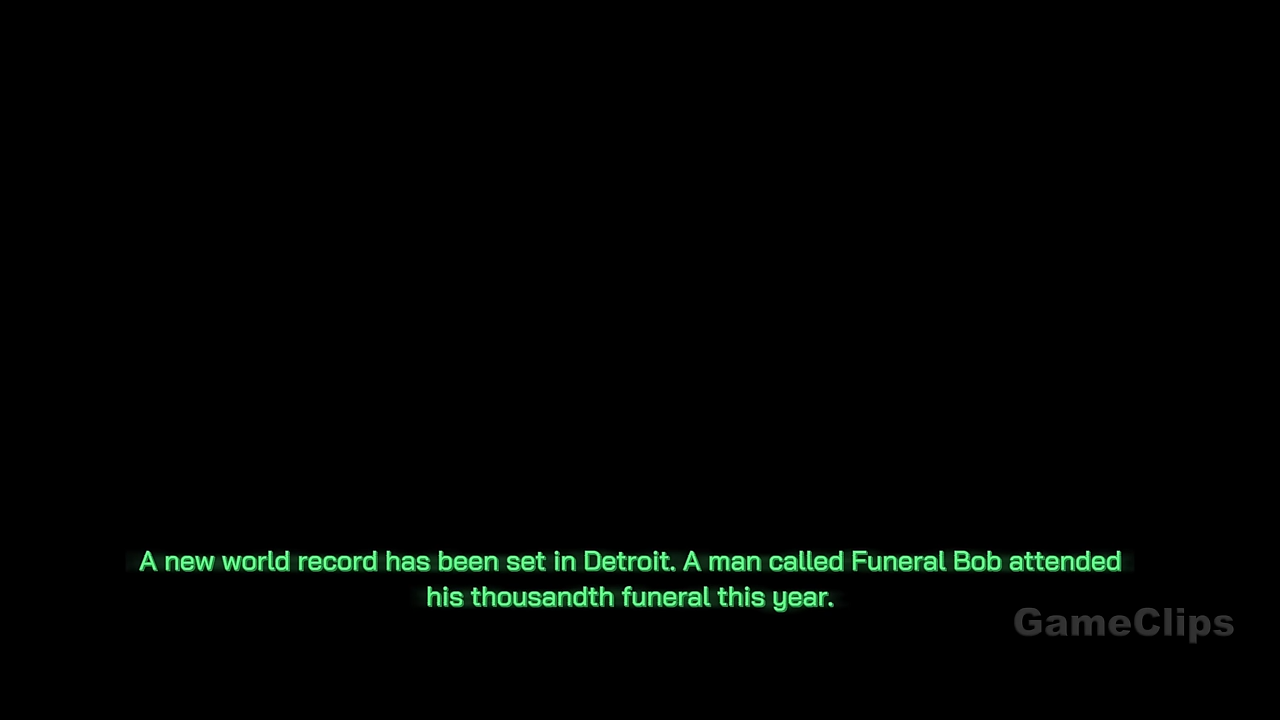 A new world record has been set in Detroit. A man called Funeral Bob attended
his thousandth funeral this year.
GameClips